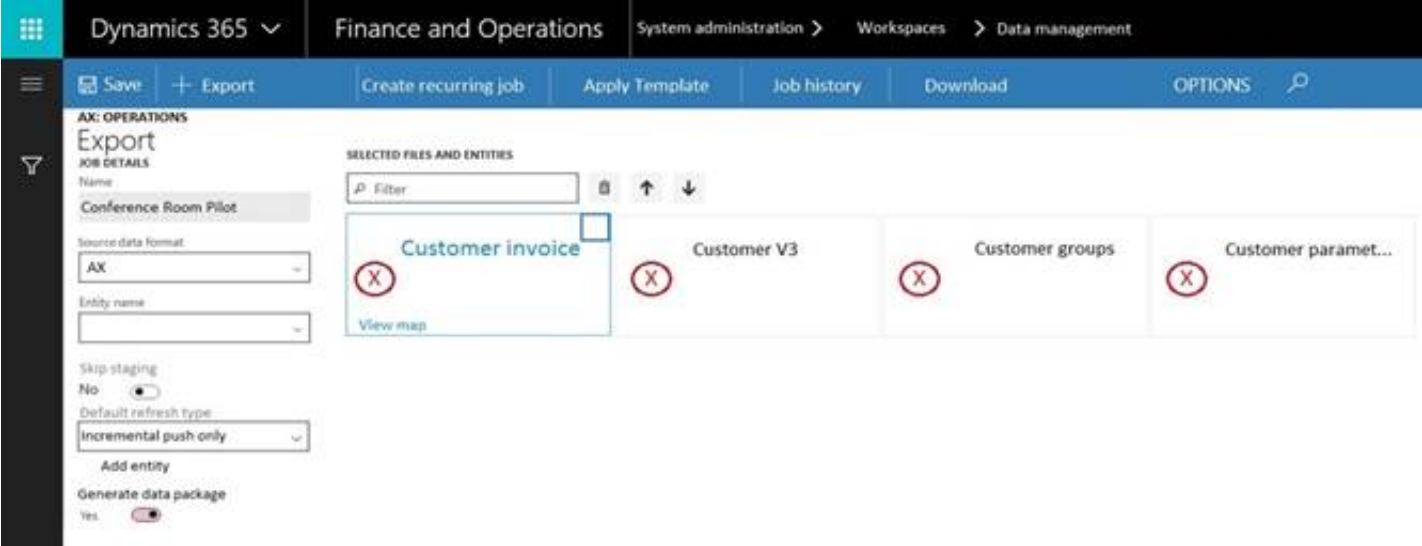 Dynamics 365
Finance and Operations
System administration
Workspaces
Data management
Save
Export
Create recurring job
Apply Template
Job history
Download
OPTIONS
AX: OPERATIONS
Export
JOB DETAILS
Name
Conference Room Pilot
Source data format
AX
Entity name
Skip staging
No
Default refresh type
Incremental push only
Add entity
Generate data package
Yes
SELECTED FILES AND ENTITIES
Filter
Customer invoice
X
View map
Customer V3
X
Customer groups
X
Customer paramet...
X